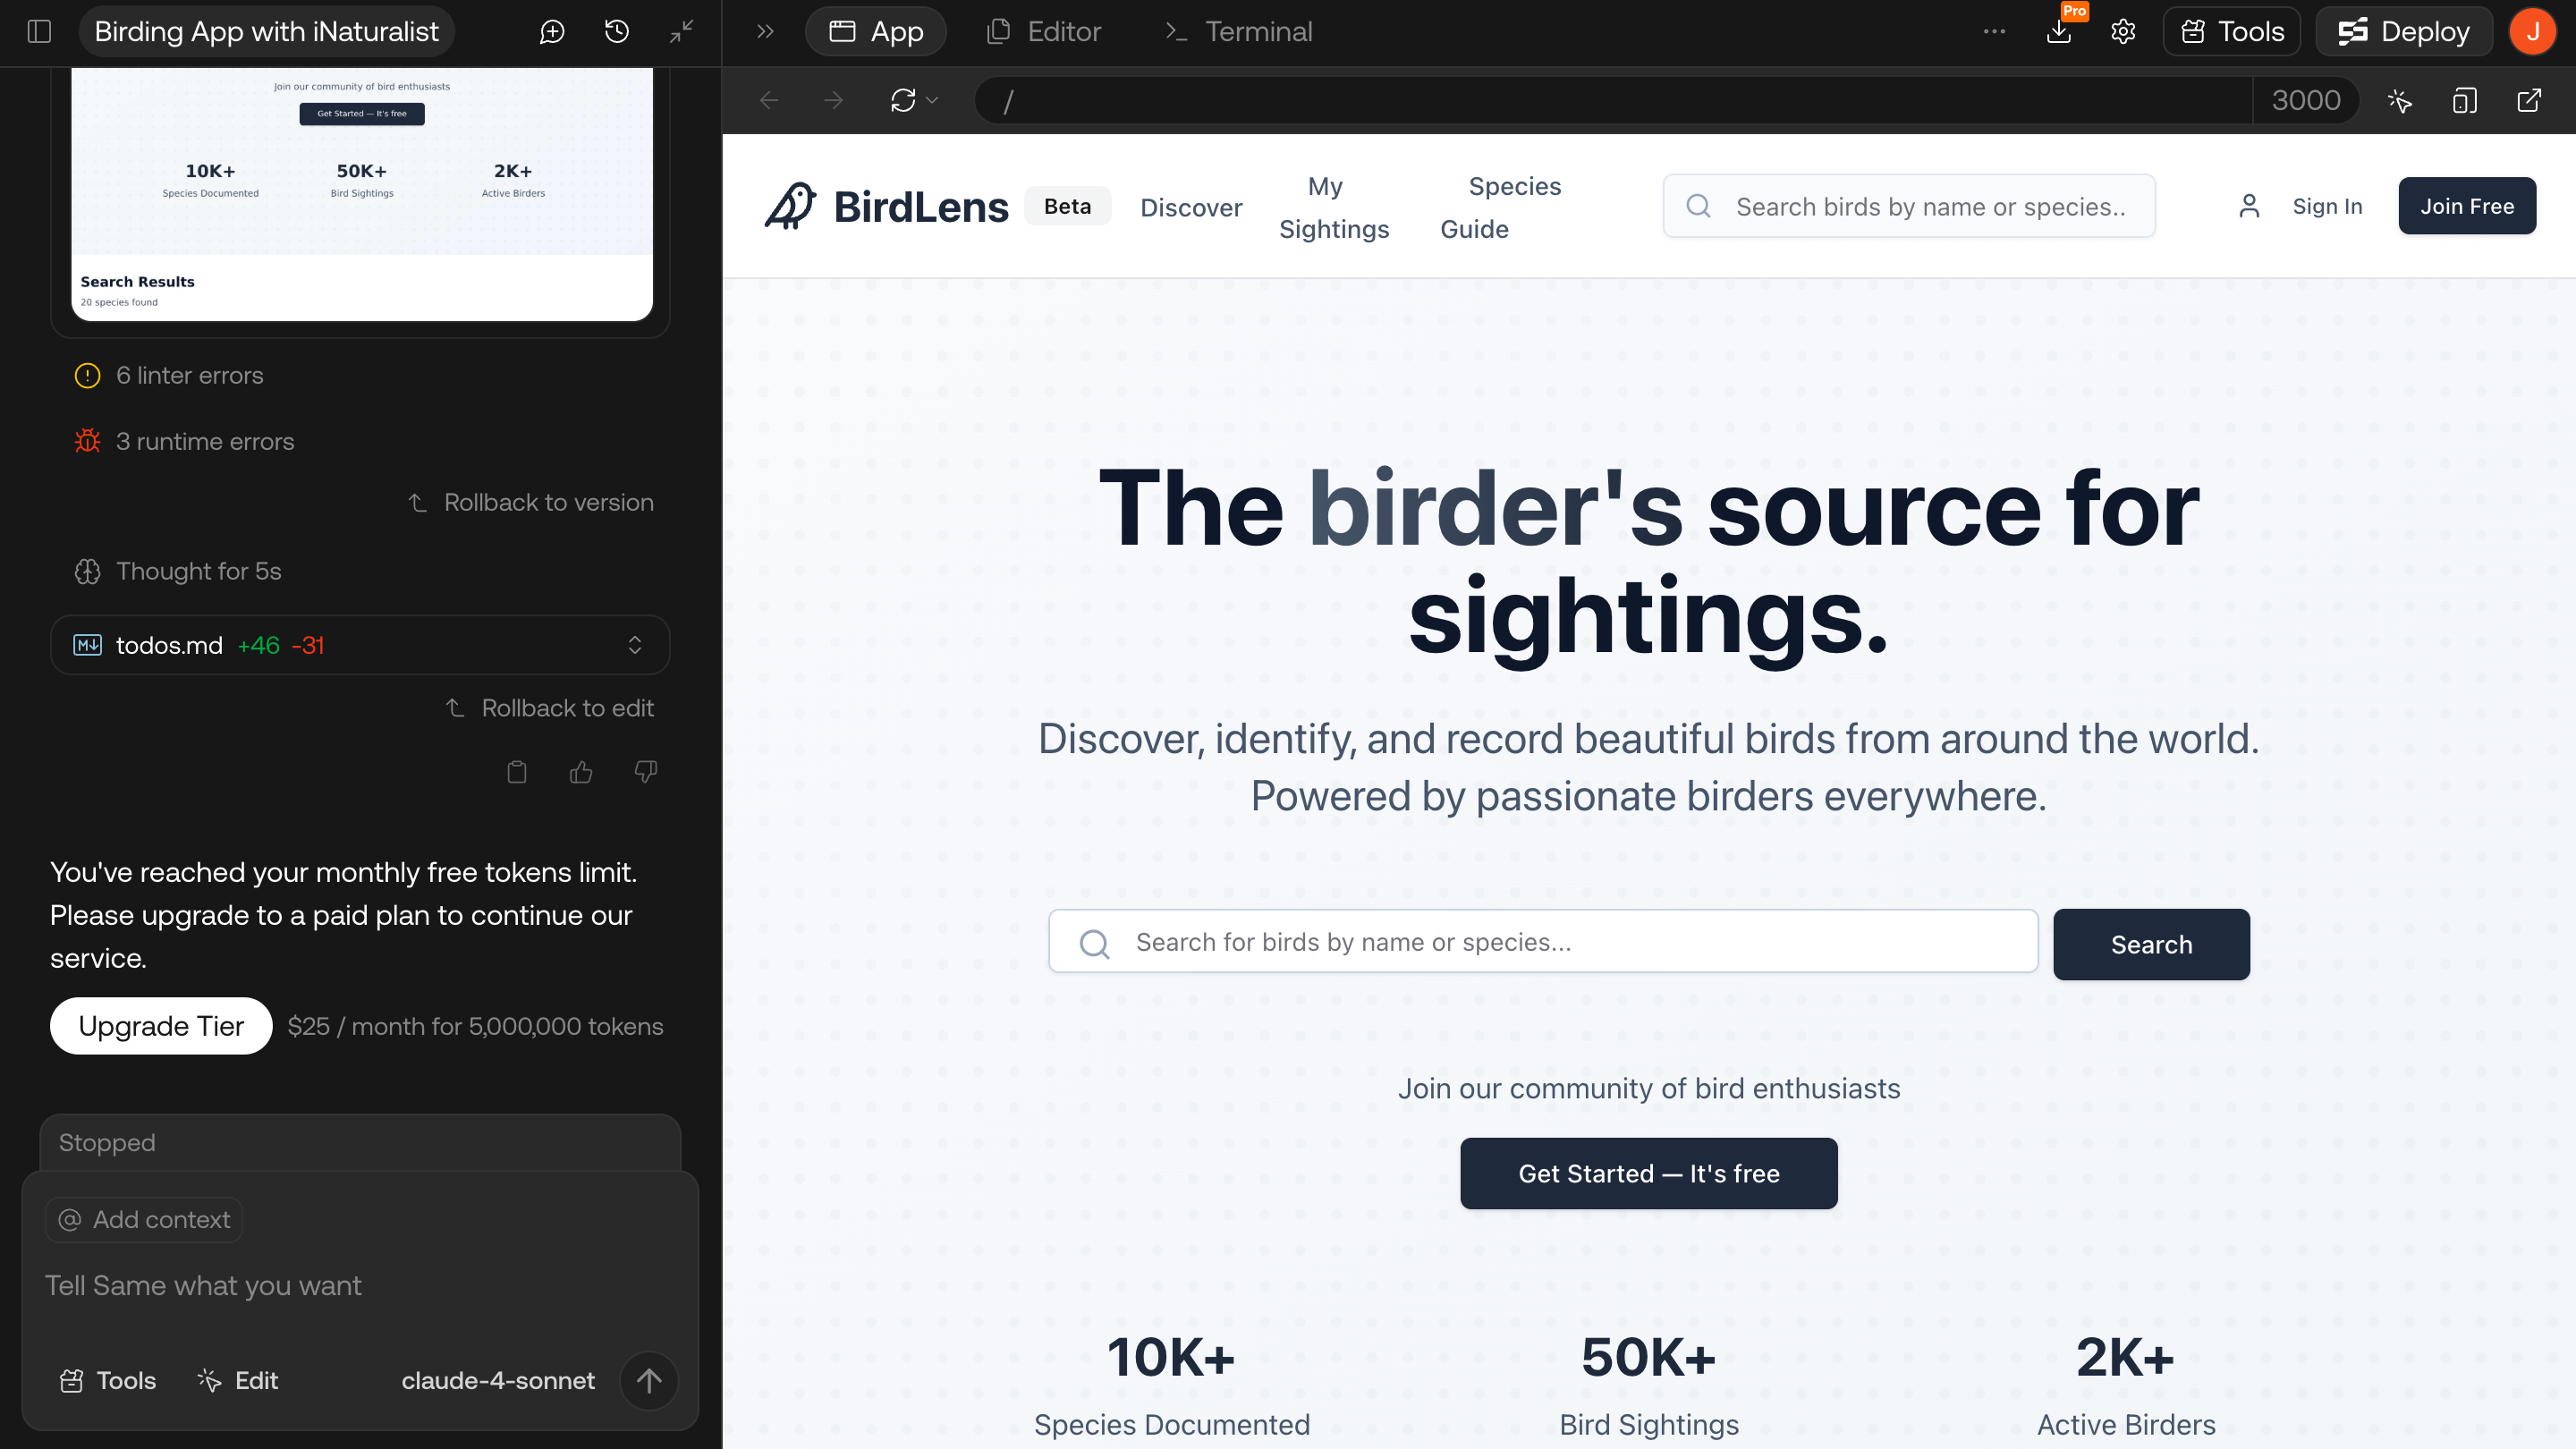 Birding App with iNaturalist
App
Editor
Terminal
Pro
Tools
Deploy
J
/
3000
Join our community of bird enthusiasts
Get Started — It's free
10K+
50K+
2K+
Species Documented
Bird Sightings
Active Birders
Search Results
20 species found
6 linter errors
3 runtime errors
Rollback to version
Thought for 5s
M↓ todos.md +46 -31
Rollback to edit
You've reached your monthly free tokens limit.
Please upgrade to a paid plan to continue our
service.
Upgrade Tier
$25 / month for 5,000,000 tokens
Stopped
@ Add context
Tell Same what you want
Tools
Edit
claude-4-sonnet
BirdLens
Beta
Discover
My
Sightings
Species
Guide
Search birds by name or species..
Sign In
Join Free
The birder's source for
sightings.
Discover, identify, and record beautiful birds from around the world.
Powered by passionate birders everywhere.
Search for birds by name or species...
Search
Join our community of bird enthusiasts
Get Started — It's free
10K+
50K+
2K+
Species Documented
Bird Sightings
Active Birders